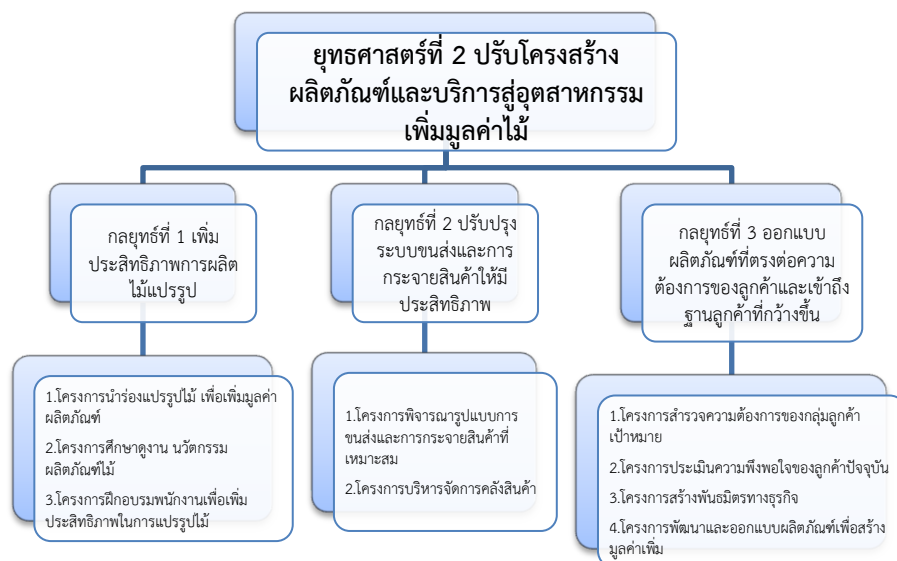 ยุทธศาสตร์ที่ 2 ปรับโครงสร้าง
ผลิตภัณฑ์และบริการสู่อุตสาหกรรม
เพิ่มมูลค่าไม้
กลยุทธ์ที่ 1 เพิ่ม
ประสิทธิภาพการผลิต
ไม้แปรรูป
กลยุทธ์ที่ 2 ปรับปรุง
ระบบขนส่งและการ
กระจายสินค้าให้มี
ประสิทธิภาพ
กลยุทธ์ที่ 3 ออกแบบ
ผลิตภัณฑ์ที่ตรงต่อความ
ต้องการของลูกค้าและเข้าถึง
ฐานลูกค้าที่กว้างขึ้น
1.โครงการนำร่องแปรรูปไม้ เพื่อเพิ่มมูลค่า
ผลิตภัณฑ์
2.โครงการศึกษาดูงาน นวัตกรรม
ผลิตภัณฑ์ไม้
3.โครงการฝึกอบรมพนักงานเพื่อเพิ่ม
ประสิทธิภาพในการแปรรูปไม้
1.โครงการพิจารณารูปแบบการ
ขนส่งและการกระจายสินค้าที่
เหมาะสม
2.โครงการบริหารจัดการคลังสินค้า
1.โครงการสำรวจความต้องการของกลุ่มลูกค้า
เป้าหมาย
2.โครงการประเมินความพึงพอใจของลูกค้าปัจจุบัน
3.โครงการสร้างพันธมิตรทางธุรกิจ
4.โครงการพัฒนาและออกแบบผลิตภัณฑ์เพื่อสร้าง
มูลค่าเพิ่ม